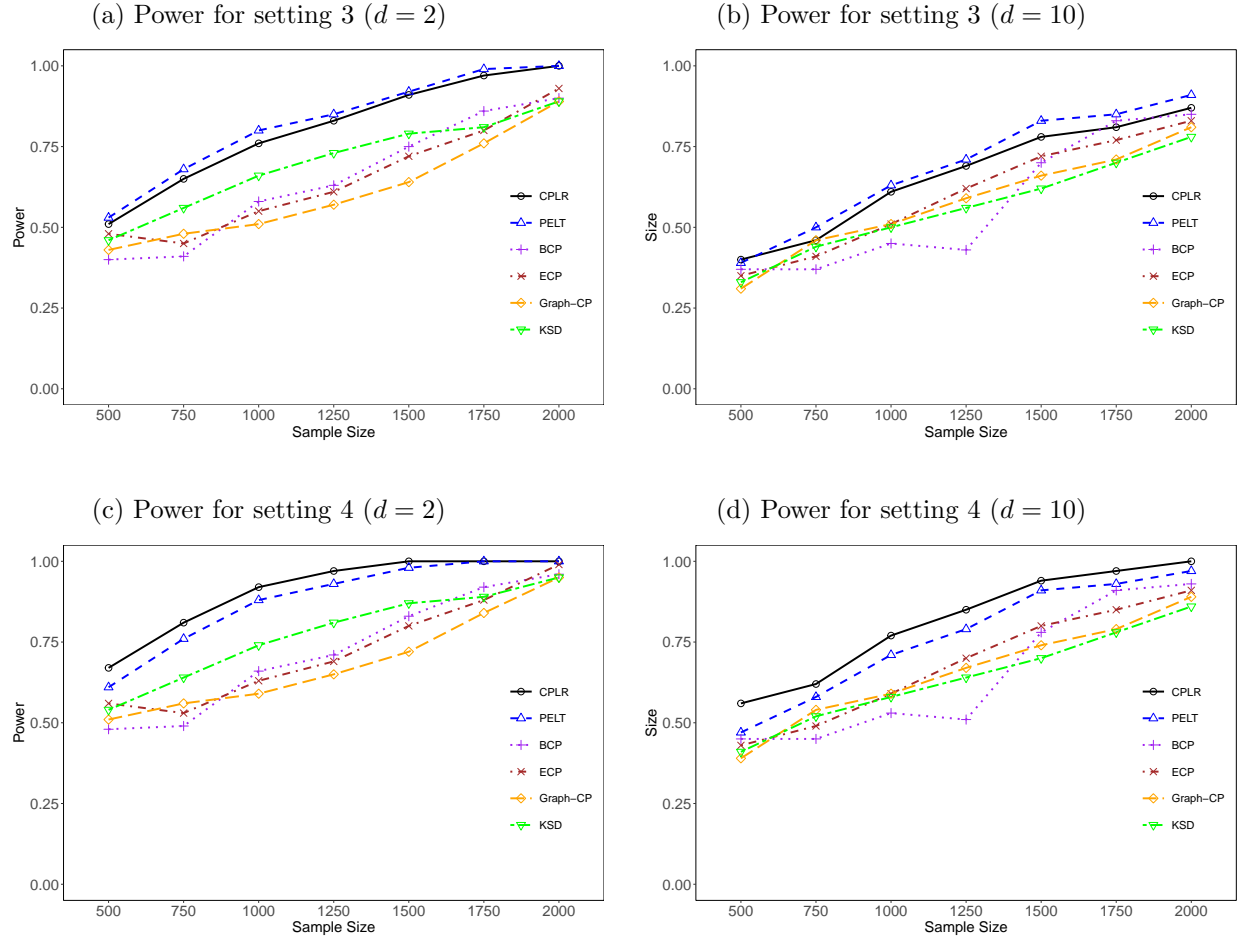 (a) Power for setting 3 (d = 2)
1.00
0.75
0.50
0.25
0.00
Power
500 750 1000 1250 1500 1750 2000
Sample Size
CPLR
PELT
BCP
ECP
Graph−CP
KSD
(b) Power for setting 3 (d = 10)
1.00
0.75
0.50
0.25
0.00
Size
500 750 1000 1250 1500 1750 2000
Sample Size
CPLR
PELT
BCP
ECP
Graph−CP
KSD
(c) Power for setting 4 (d = 2)
1.00
0.75
0.50
0.25
0.00
Power
500 750 1000 1250 1500 1750 2000
Sample Size
CPLR
PELT
BCP
ECP
Graph−CP
KSD
(d) Power for setting 4 (d = 10)
1.00
0.75
0.50
0.25
0.00
Size
500 750 1000 1250 1500 1750 2000
Sample Size
CPLR
PELT
BCP
ECP
Graph−CP
KSD